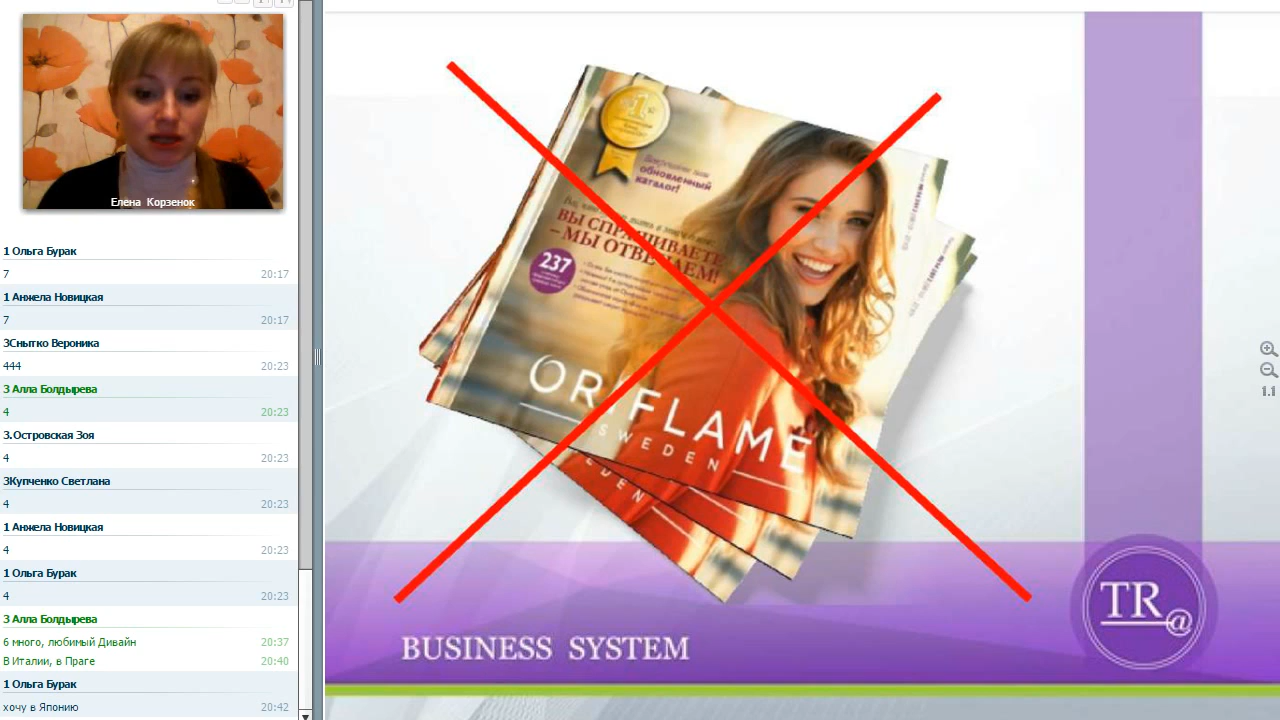 Елена Корзенок
1 Ольга Бурак
7 20:17
1 Анжела Новицкая
7 20:17
3Снытко Вероника
444 20:23
3 Алла Болдырева
4 20:23
3.Островская Зоя
4 20:23
3Купченко Светлана
4 20:23
1 Анжела Новицкая
4 20:23
1 Ольга Бурак
4 20:23
3 Алла Болдырева
6 много, любимый Дивайн 20:37
В Италии, в Праге 20:40
1 Ольга Бурак
хочу в Японию 20:42
№1
обновленный
каталог!
ВЫ СПРАШИВАЕТЕ
– МЫ ОТВЕЧАЕМ!
237
ORIFLAME
SWEDEN
EDEN
BUSINESS SYSTEM
TR@
1:1